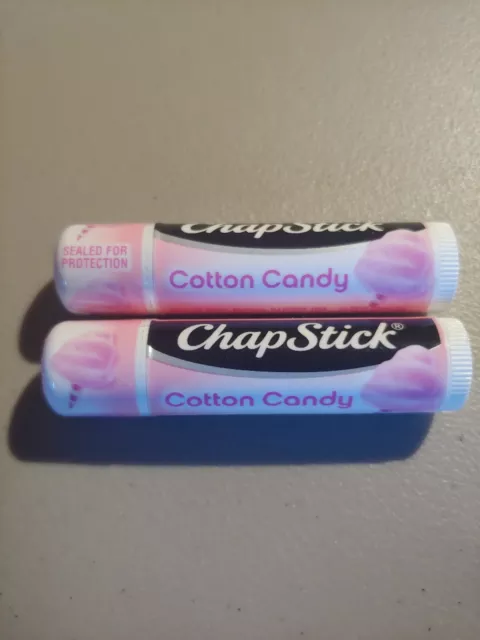 ChapStick
SEALED FOR
PROTECTION
Cotton Candy
ChapStick®
Cotton Candy